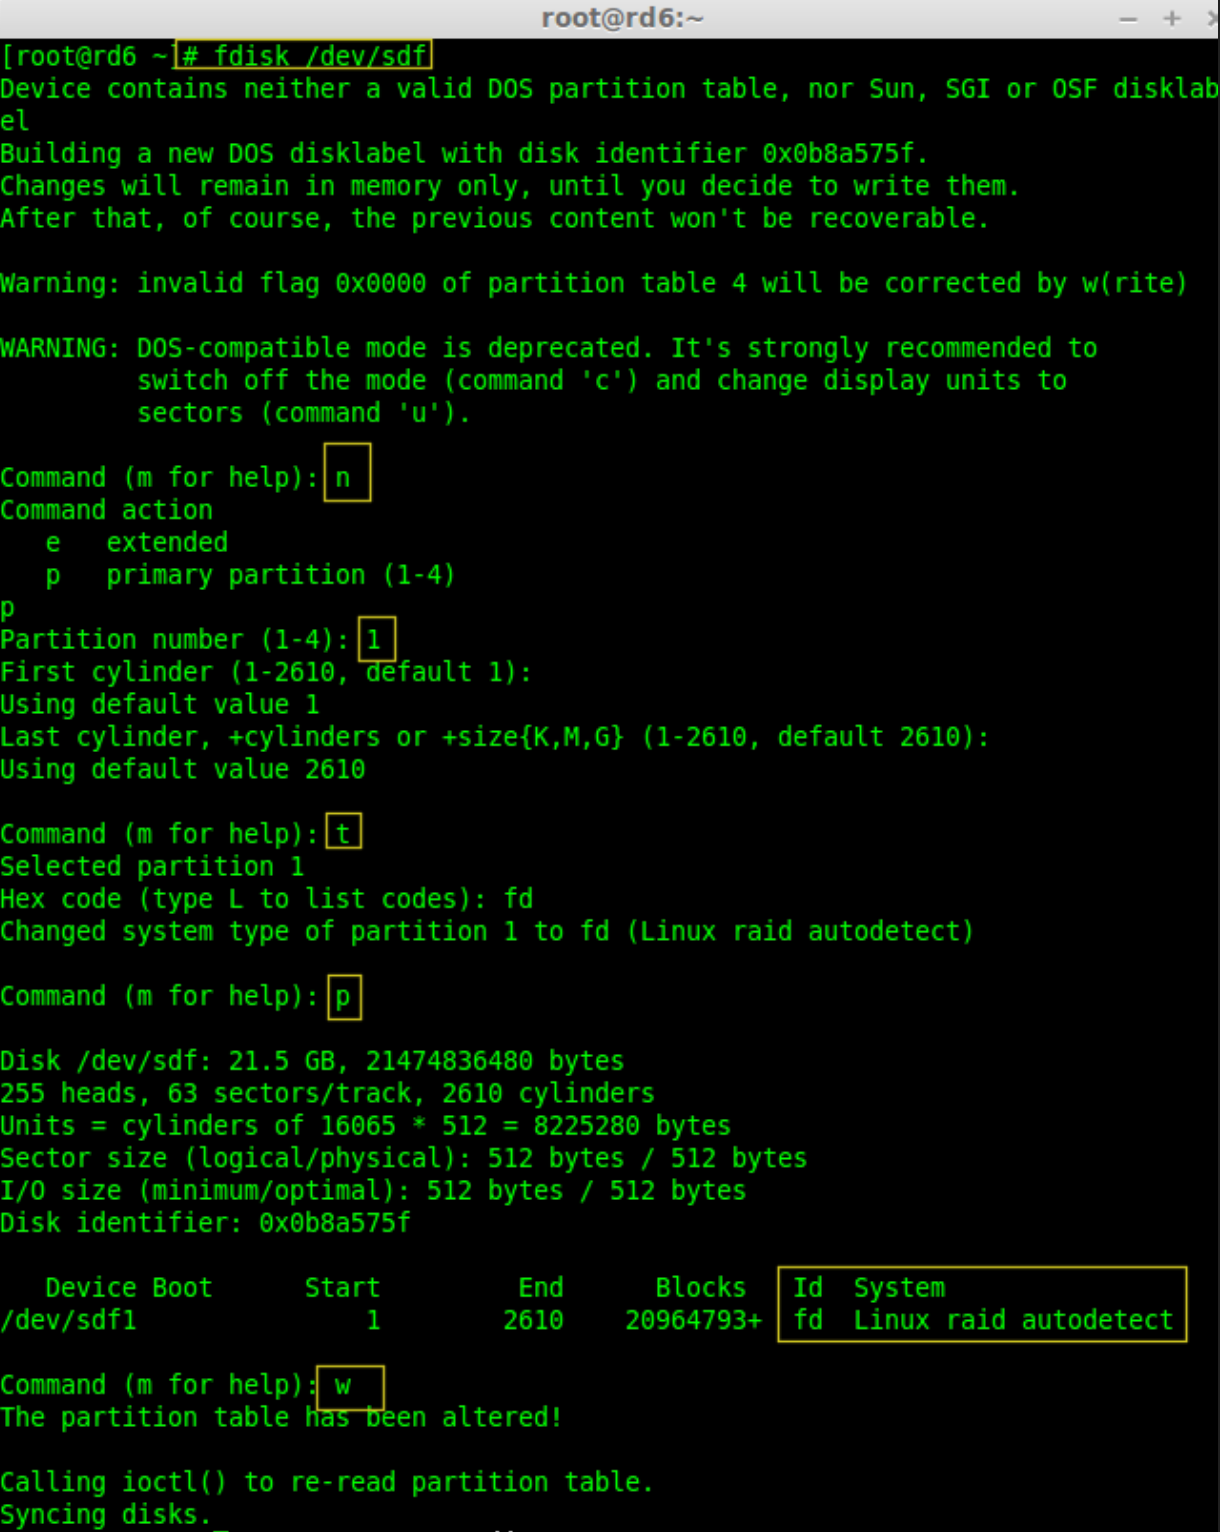 root@rd6:~
[root@rd6 ~]# fdisk /dev/sdf
Device contains neither a valid DOS partition table, nor Sun, SGI or OSF disklab
el
Building a new DOS disklabel with disk identifier 0x0b8a575f.
Changes will remain in memory only, until you decide to write them.
After that, of course, the previous content won't be recoverable.
Warning: invalid flag 0x0000 of partition table 4 will be corrected by w(rite)
WARNING: DOS-compatible mode is deprecated. It's strongly recommended to
switch off the mode (command 'c') and change display units to
sectors (command 'u').
Command (m for help): n
Command action
e   extended
p   primary partition (1-4)
p
Partition number (1-4): 1
First cylinder (1-2610, default 1):
Using default value 1
Last cylinder, +cylinders or +size{K,M,G} (1-2610, default 2610):
Using default value 2610
Command (m for help): t
Selected partition 1
Hex code (type L to list codes): fd
Changed system type of partition 1 to fd (Linux raid autodetect)
Command (m for help): p
Disk /dev/sdf: 21.5 GB, 21474836480 bytes
255 heads, 63 sectors/track, 2610 cylinders
Units = cylinders of 16065 * 512 = 8225280 bytes
Sector size (logical/physical): 512 bytes / 512 bytes
I/O size (minimum/optimal): 512 bytes / 512 bytes
Disk identifier: 0x0b8a575f
Device Boot      Start         End      Blocks   Id  System
/dev/sdf1               1        2610    20964793+  fd  Linux raid autodetect
Command (m for help): w
The partition table has been altered!
Calling ioctl() to re-read partition table.
Syncing disks.